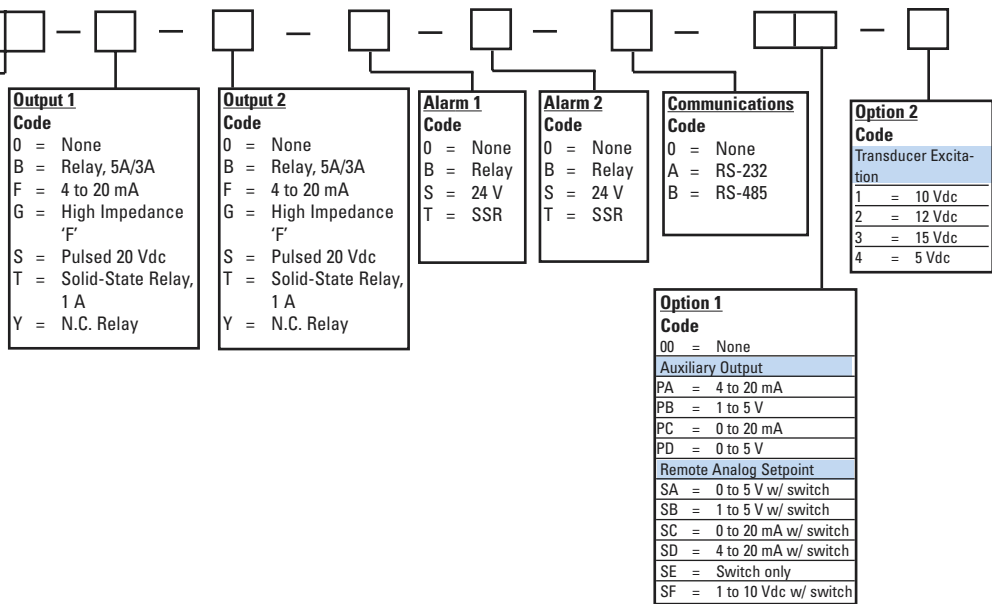 Output 1
Code
0 = None
B = Relay, 5A/3A
F = 4 to 20 mA
G = High Impedance
‘F’
S = Pulsed 20 Vdc
T = Solid-State Relay,
1 A
Y = N.C. Relay
Output 2
Code
0 = None
B = Relay, 5A/3A
F = 4 to 20 mA
G = High Impedance
‘F’
S = Pulsed 20 Vdc
T = Solid-State Relay,
1 A
Y = N.C. Relay
Alarm 1
Code
0 = None
B = Relay
S = 24 V
T = SSR
Alarm 2
Code
0 = None
B = Relay
S = 24 V
T = SSR
Communications
Code
0 = None
A = RS-232
B = RS-485
Option 2
Code
Transducer Excita-
tion
1 = 10 Vdc
2 = 12 Vdc
3 = 15 Vdc
4 = 5 Vdc
Option 1
Code
00 = None
Auxiliary Output
PA = 4 to 20 mA
PB = 1 to 5 V
PC = 0 to 20 mA
PD = 0 to 5 V
Remote Analog Setpoint
SA = 0 to 5 V w/ switch
SB = 1 to 5 V w/ switch
SC = 0 to 20 mA w/ switch
SD = 4 to 20 mA w/ switch
SE = Switch only
SF = 1 to 10 Vdc w/ switch